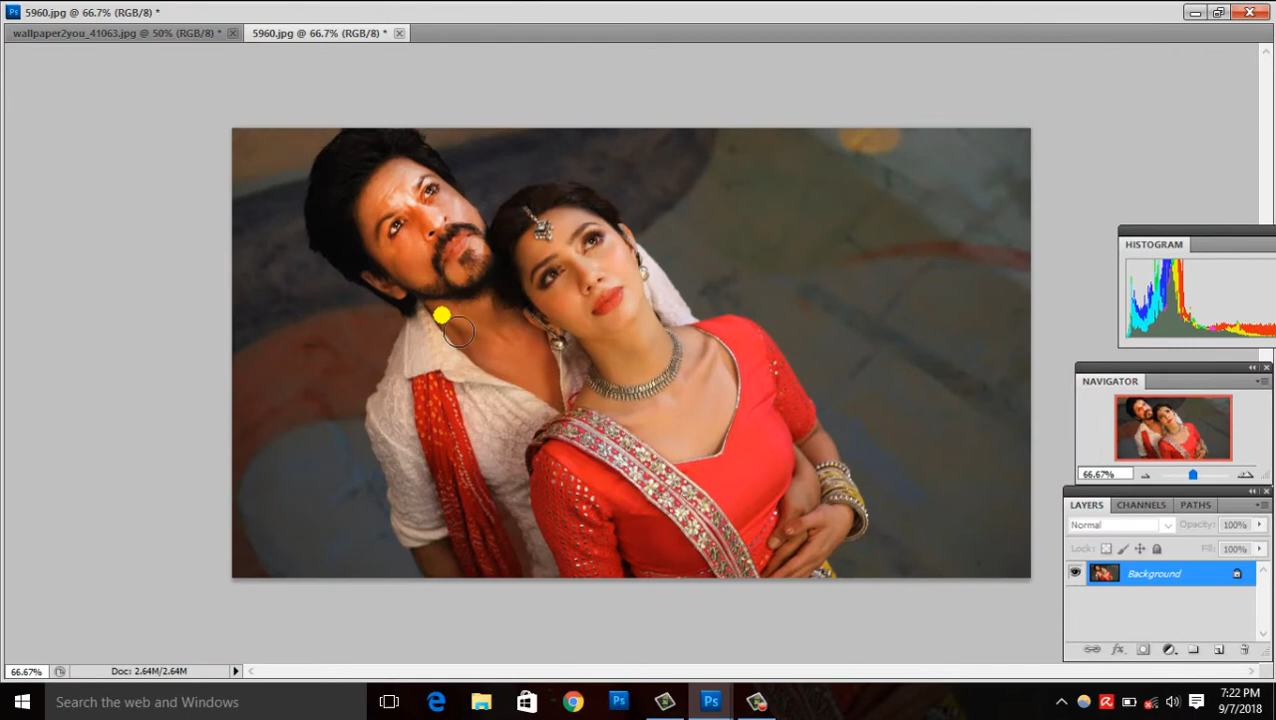 5960.jpg @ 66.7% (RGB/8) *
wallpaper2you_41063.jpg @ 50% (RGB/8) *
5960.jpg @ 66.7% (RGB/8) *
HISTOGRAM
NAVIGATOR
66.67%
LAYERS CHANNELS PATHS
Normal Opacity: 100%
Lock: Fill: 100%
Background
66.67% Doc: 2.64M/2.64M
Search the web and Windows
7:22 PM
9/7/2018